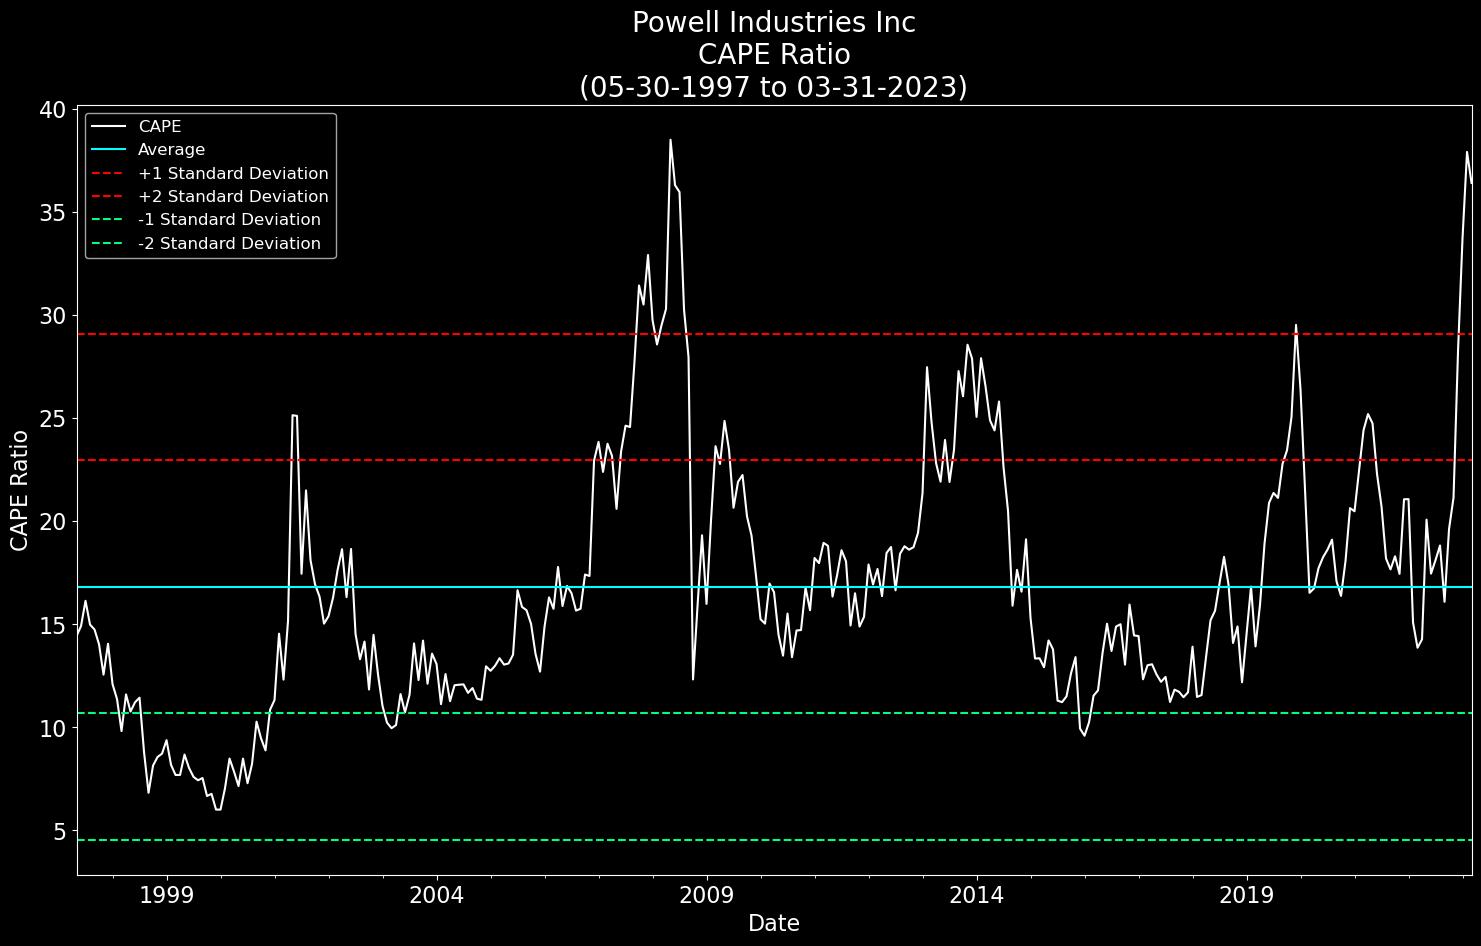 Powell Industries Inc
CAPE Ratio
(05-30-1997 to 03-31-2023)
CAPE
Average
+1 Standard Deviation
+2 Standard Deviation
-1 Standard Deviation
-2 Standard Deviation
40
35
30
25
20
15
10
5
CAPE Ratio
1999
2004
2009
2014
2019
Date